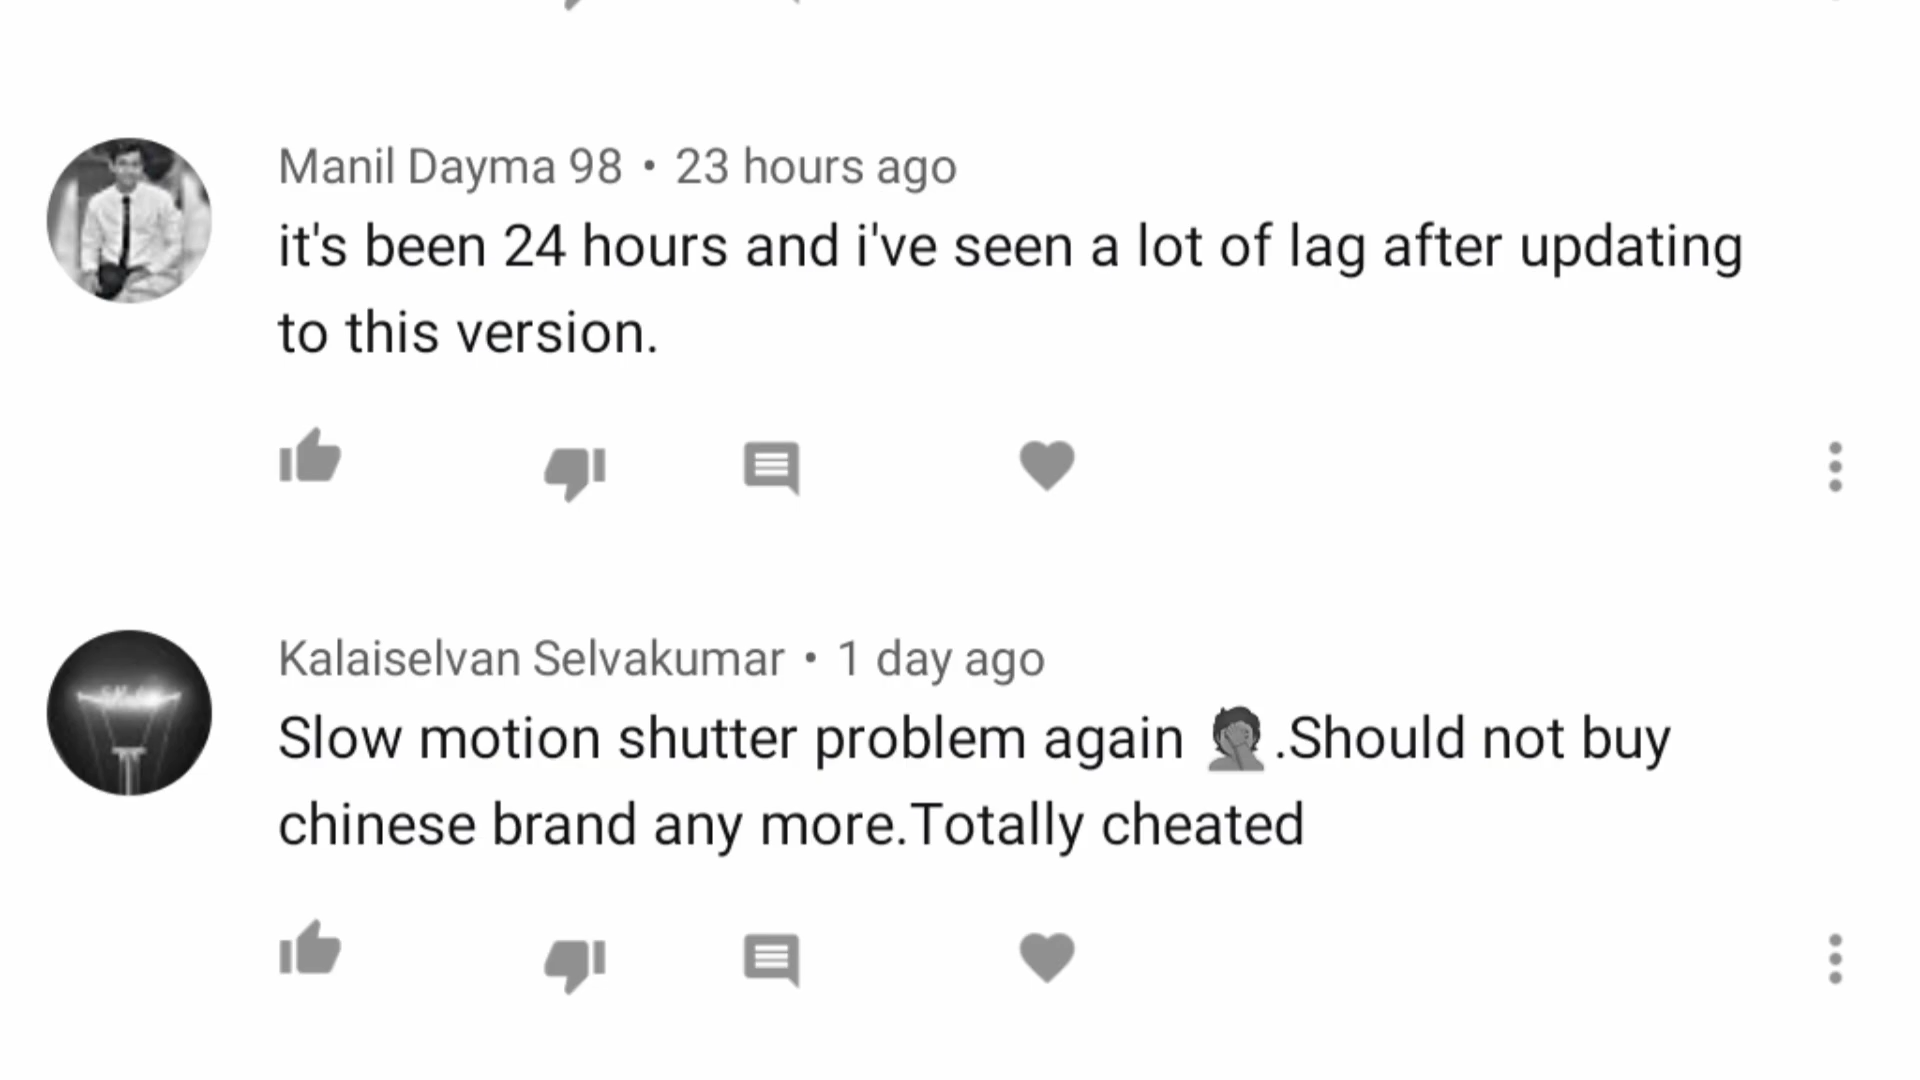 Manil Dayma 98 • 23 hours ago
it's been 24 hours and i've seen a lot of lag after updating
to this version.
Kalaiselvan Selvakumar • 1 day ago
Slow motion shutter problem again 🤦.Should not buy
chinese brand any more.Totally cheated